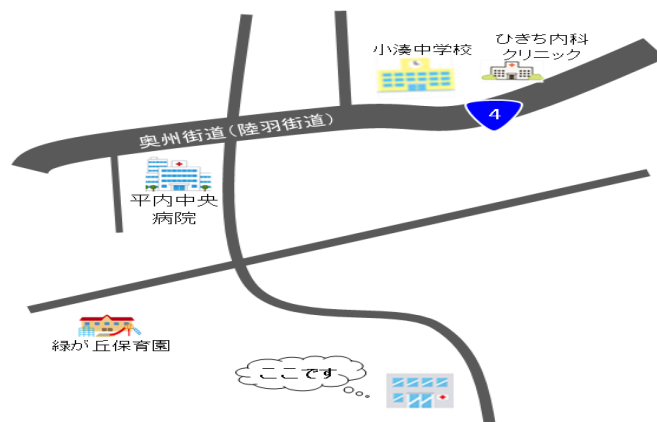 小湊中学校
ひきち内科
クリニック
4
奥州街道(陸羽街道)
平内中央
病院
緑が丘保育園
ここです